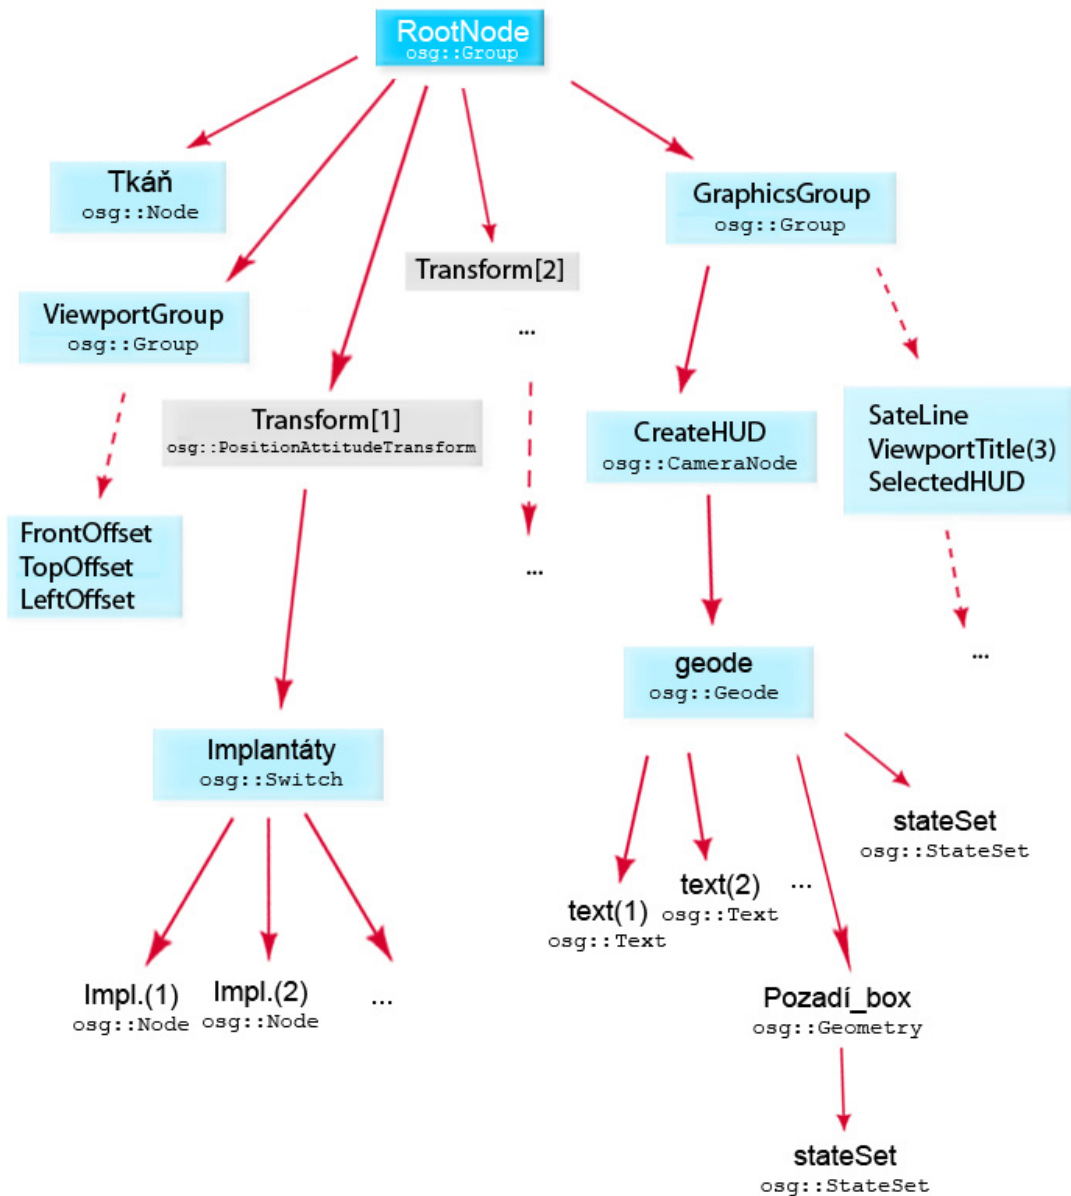 RootNode
osg::Group
Tkáň
osg::Node
GraphicsGroup
osg::Group
Transform[2]
...
ViewportGroup
osg::Group
Transform[1]
osg::PositionAttitudeTransform
CreateHUD
osg::CameraNode
SateLine
ViewportTitle(3)
SelectedHUD
FrontOffset
TopOffset
LeftOffset
...
...
geode
osg::Geode
Implantáty
osg::Switch
stateSet
osg::StateSet
text(1)
osg::Text
text(2)
osg::Text
...
Impl.(1)
osg::Node
Impl.(2)
osg::Node
...
Pozadí_box
osg::Geometry
stateSet
osg::StateSet